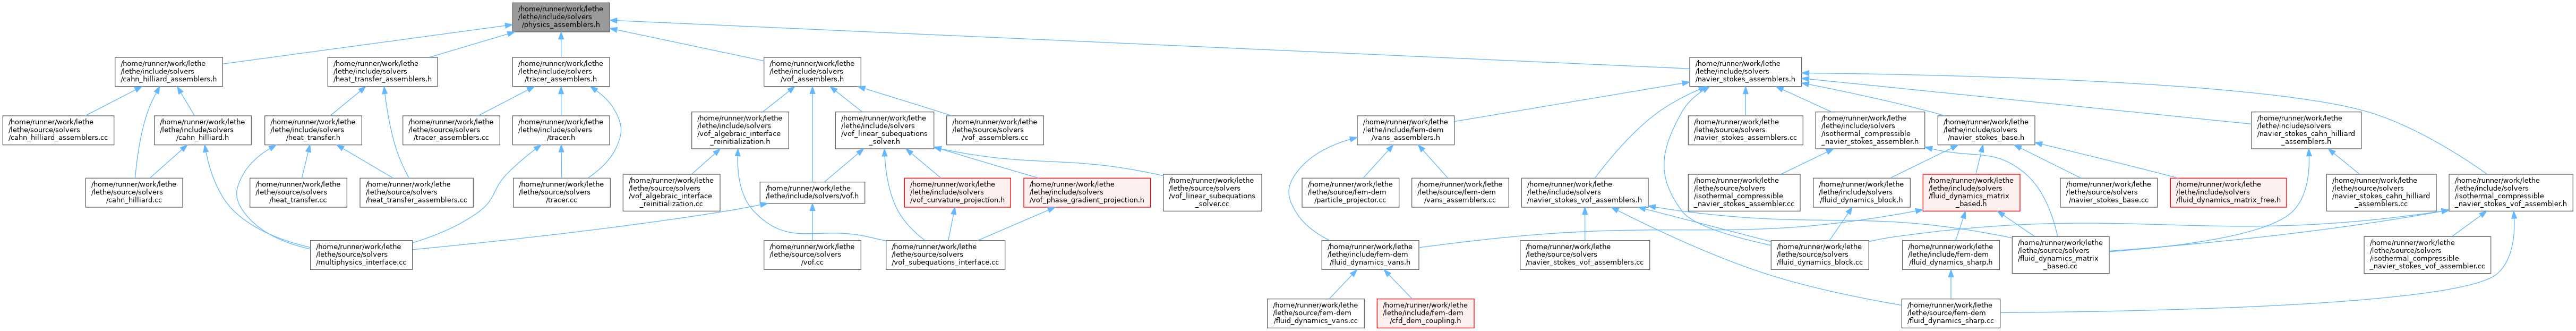 /home/runner/work/lethe
/lethe/include/solvers
/physics_assemblers.h
/home/runner/work/lethe
/lethe/include/solvers
/cahn_hilliard_assemblers.h
/home/runner/work/lethe
/lethe/include/solvers
/heat_transfer_assemblers.h
/home/runner/work/lethe
/lethe/include/solvers
/tracer_assemblers.h
/home/runner/work/lethe
/lethe/include/solvers
/vof_assemblers.h
/home/runner/work/lethe
/lethe/include/solvers
/navier_stokes_assemblers.h
/home/runner/work/lethe
/lethe/source/solvers
/cahn_hilliard_assemblers.cc
/home/runner/work/lethe
/lethe/include/solvers
/cahn_hilliard.h
/home/runner/work/lethe
/lethe/include/solvers
/heat_transfer.h
/home/runner/work/lethe
/lethe/source/solvers
/tracer_assemblers.cc
/home/runner/work/lethe
/lethe/include/solvers
/tracer.h
/home/runner/work/lethe
/lethe/include/solvers
/vof_algebraic_interface
_reinitialization.h
/home/runner/work/lethe
/lethe/include/solvers
/vof_linear_subequations
_solver.h
/home/runner/work/lethe
/lethe/source/solvers
/vof_assemblers.cc
/home/runner/work/lethe
/lethe/include/fem-dem
/vans_assemblers.h
/home/runner/work/lethe
/lethe/source/solvers
/navier_stokes_assemblers.cc
/home/runner/work/lethe
/lethe/include/solvers
/isothermal_compressible
_navier_stokes_assembler.h
/home/runner/work/lethe
/lethe/include/solvers
/navier_stokes_base.h
/home/runner/work/lethe
/lethe/include/solvers
/navier_stokes_cahn_hilliard
_assemblers.h
/home/runner/work/lethe
/lethe/source/solvers
/cahn_hilliard.cc
/home/runner/work/lethe
/lethe/source/solvers
/heat_transfer.cc
/home/runner/work/lethe
/lethe/source/solvers
/heat_transfer_assemblers.cc
/home/runner/work/lethe
/lethe/source/solvers
/tracer.cc
/home/runner/work/lethe
/lethe/source/solvers
/vof_algebraic_interface
_reinitialization.cc
/home/runner/work/lethe
/lethe/include/solvers/vof.h
/home/runner/work/lethe
/lethe/include/solvers
/vof_curvature_projection.h
/home/runner/work/lethe
/lethe/include/solvers
/vof_phase_gradient_projection.h
/home/runner/work/lethe
/lethe/source/solvers
/vof_linear_subequations
_solver.cc
/home/runner/work/lethe
/lethe/source/fem-dem
/particle_projector.cc
/home/runner/work/lethe
/lethe/source/fem-dem
/vans_assemblers.cc
/home/runner/work/lethe
/lethe/include/solvers
/navier_stokes_vof_assemblers.h
/home/runner/work/lethe
/lethe/source/solvers
/isothermal_compressible
_navier_stokes_assembler.cc
/home/runner/work/lethe
/lethe/include/solvers
/fluid_dynamics_block.h
/home/runner/work/lethe
/lethe/include/solvers
/fluid_dynamics_matrix
_based.h
/home/runner/work/lethe
/lethe/source/solvers
/navier_stokes_base.cc
/home/runner/work/lethe
/lethe/include/solvers
/fluid_dynamics_matrix_free.h
/home/runner/work/lethe
/lethe/source/solvers
/navier_stokes_cahn_hilliard
_assemblers.cc
/home/runner/work/lethe
/lethe/include/solvers
/isothermal_compressible
_navier_stokes_vof_assembler.h
/home/runner/work/lethe
/lethe/source/solvers
/multiphysics_interface.cc
/home/runner/work/lethe
/lethe/source/solvers
/vof.cc
/home/runner/work/lethe
/lethe/source/solvers
/vof_subequations_interface.cc
/home/runner/work/lethe
/lethe/include/fem-dem
/fluid_dynamics_vans.h
/home/runner/work/lethe
/lethe/source/solvers
/navier_stokes_vof_assemblers.cc
/home/runner/work/lethe
/lethe/source/solvers
/fluid_dynamics_block.cc
/home/runner/work/lethe
/lethe/include/fem-dem
/fluid_dynamics_sharp.h
/home/runner/work/lethe
/lethe/source/solvers
/fluid_dynamics_matrix
_based.cc
/home/runner/work/lethe
/lethe/source/solvers
/isothermal_compressible
_navier_stokes_vof_assembler.cc
/home/runner/work/lethe
/lethe/source/fem-dem
/fluid_dynamics_vans.cc
/home/runner/work/lethe
/lethe/include/fem-dem
/cfd_dem_coupling.h
/home/runner/work/lethe
/lethe/source/fem-dem
/fluid_dynamics_sharp.cc